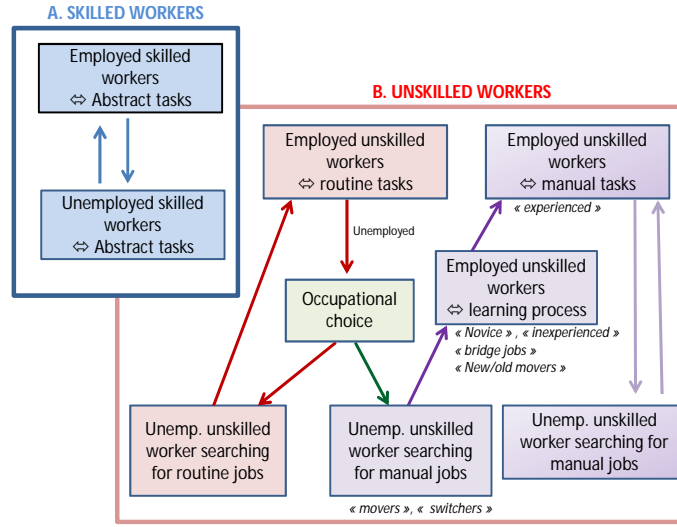 A. SKILLED WORKERS
Employed skilled
workers
⇔ Abstract tasks
Unemployed skilled
workers
⇔ Abstract tasks
B. UNSKILLED WORKERS
Employed unskilled
workers
⇔ routine tasks
Employed unskilled
workers
⇔ manual tasks
« experienced »
Unemployed
Employed unskilled
workers
⇔ learning process
« Novice » , « inexperienced »
« bridge jobs »
« New/old movers »
Occupational
choice
Unemp. unskilled
worker searching
for routine jobs
Unemp. unskilled
worker searching
for manual jobs
« movers », « switchers »
Unemp. unskilled
worker searching for
manual jobs